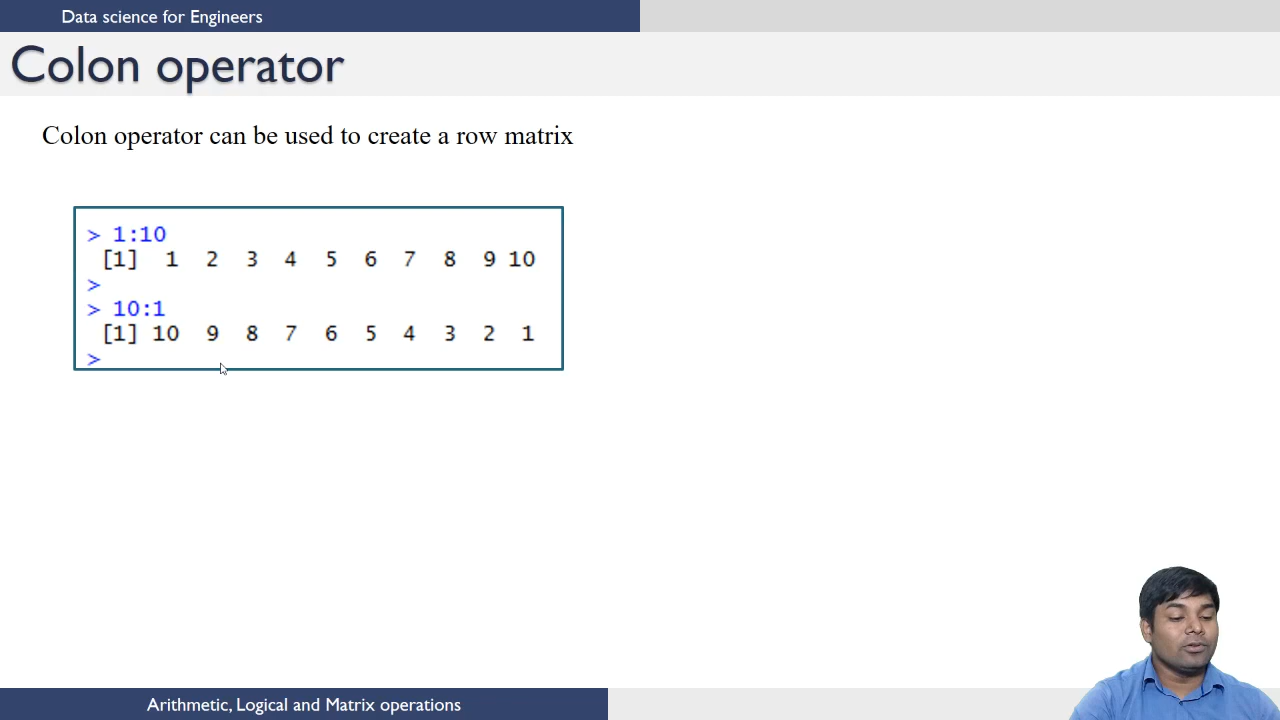 Data science for Engineers
Colon operator
Colon operator can be used to create a row matrix
> 1:10
[1] 1 2 3 4 5 6 7 8 9 10
>
> 10:1
[1] 10 9 8 7 6 5 4 3 2 1
>
Arithmetic, Logical and Matrix operations